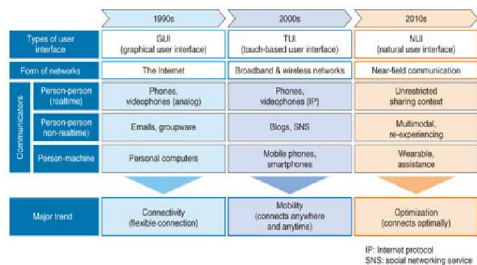 1990s
2000s
2010s
Types of user
interface
GUI
(graphical user interface)
TUI
(touch-based user interface)
NUI
(natural user interface)
Form of networks
The Internet
Broadband & wireless networks
Near-field communication
Communicators
Person-person
(realtime)
Phones,
videophones (analog)
Phones,
videophones (IP)
Unrestricted
sharing context
Person-person
non-realtime)
Emails, groupware
Blogs, SNS
Multimodal,
re-experiencing
Person-machine
Personal computers
Mobile phones,
smartphones
Wearable,
assistance
Major trend
Connectivity
(flexible connection)
Mobility
(connects anywhere
and anytime)
Optimization
(connects optimally)
IP: Internet protocol
SNS: social networking service